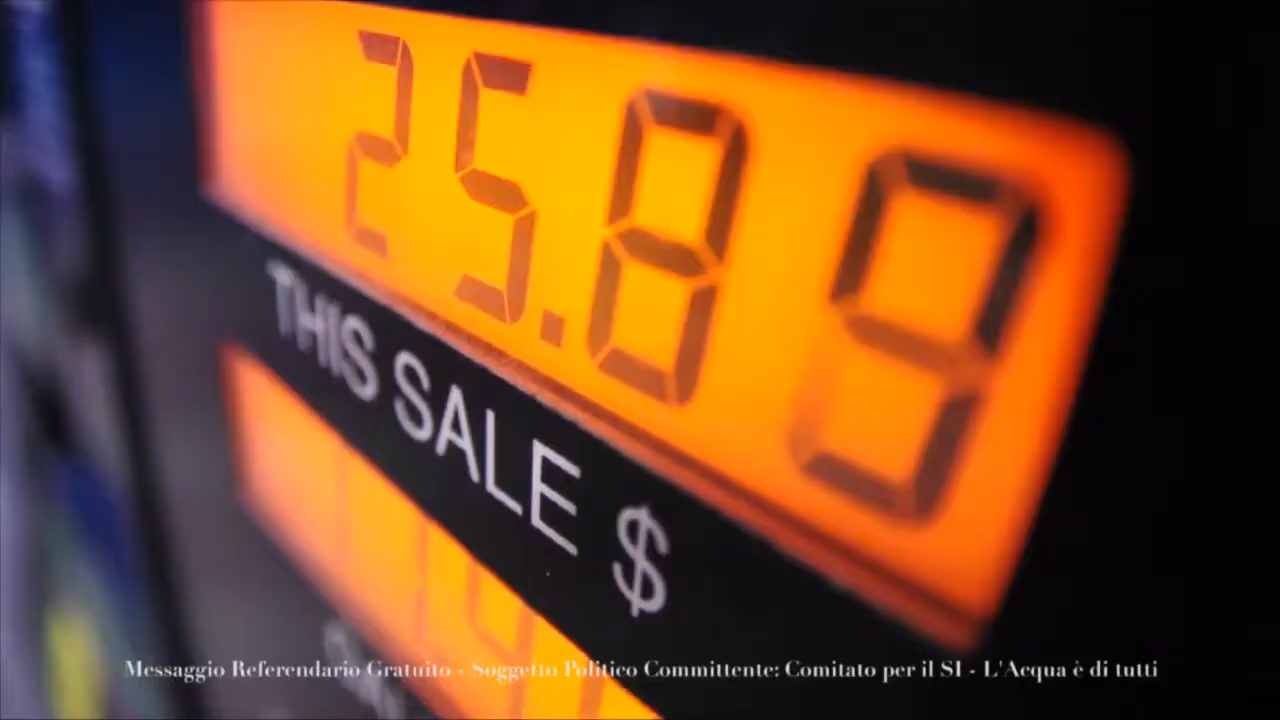 25.89
THIS SALE $
Messaggio Referendario Gratuito - Soggetto Politico Committente: Comitato per il SI - L'Acqua è di tutti